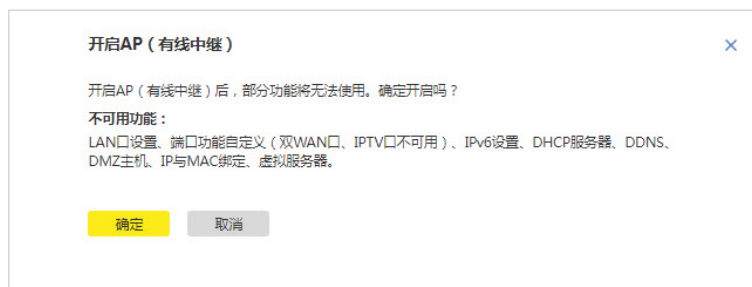 开启AP（有线中继）
开启AP（有线中继）后，部分功能将无法使用。确定开启吗？
不可用功能：
LAN口设置、端口功能自定义（双WAN口、IPTV口不可用）、IPv6设置、DHCP服务器、DDNS、
DMZ主机、IP与MAC绑定、虚拟服务器。
确定
取消